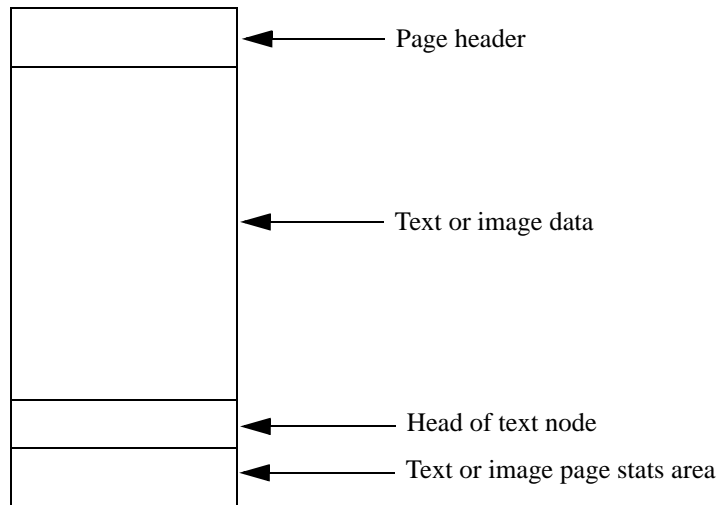 Page header
Text or image data
Head of text node
Text or image page stats area